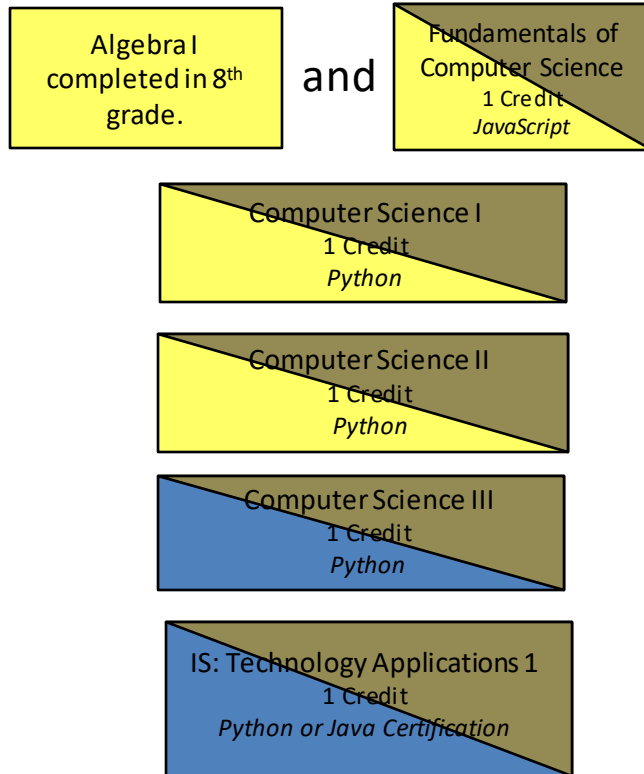 Algebra I
completed in 8th
grade.
and
Fundamentals of
Computer Science
1 Credit
JavaScript
Computer Science I
1 Credit
Python
Computer Science II
1 Credit
Python
Computer Science III
1 Credit
Python
IS: Technology Applications 1
1 Credit
Python or Java Certification